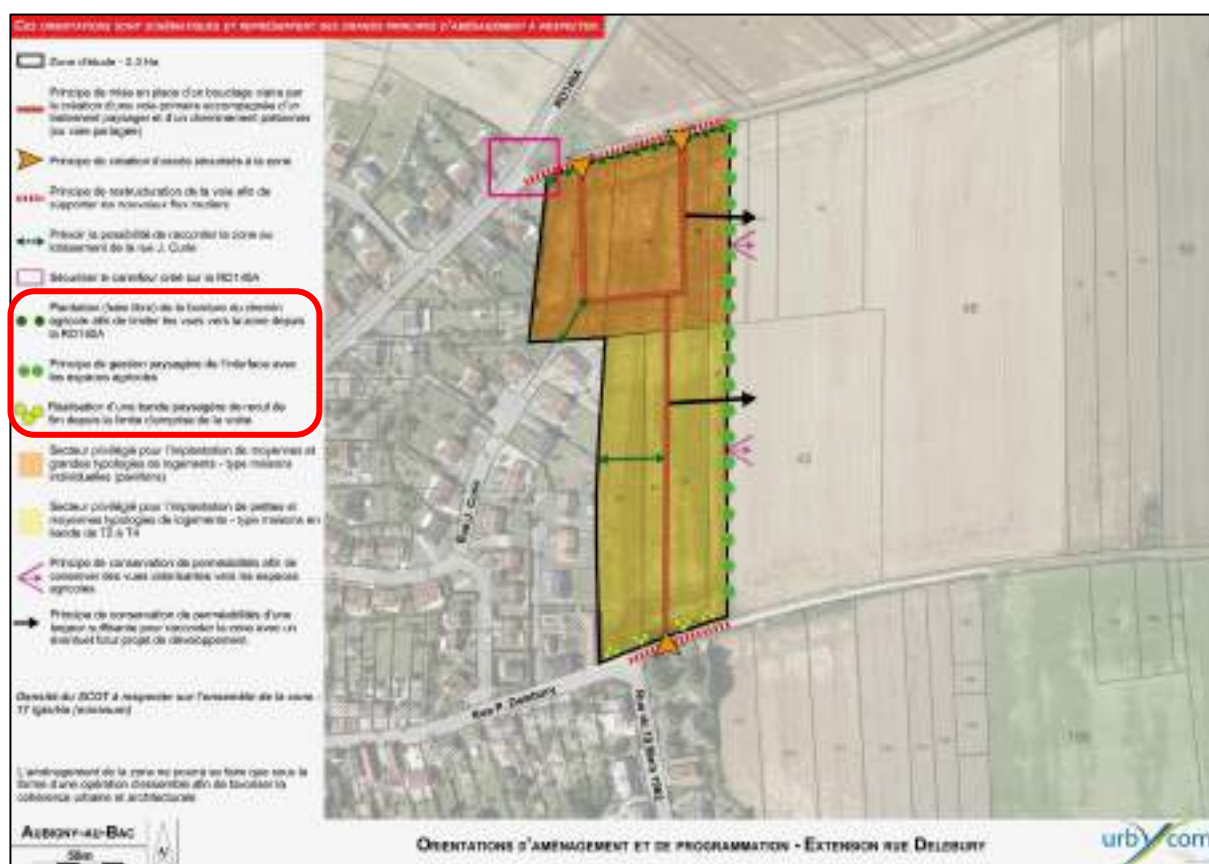 CES ORIENTATIONS SONT SCHÉMATIQUES ET REPRÉSENTENT DES GRANDS PRINCIPES D'AMÉNAGEMENT À RESPECTER
Zone d'étude - 3.3 Ha
Principe de mise en place d'un bouclage viaire par
la création d'une voie primaire accompagnée d'un
traitement paysager et d'un cheminement piétonnier
(ou voie partagée)
Principe de création d'accès sécurisés à la zone
Principe de restructuration de la voie afin de
supporter les nouveaux flux routiers
Prévoir la possibilité de raccorder la zone au
lotissement de la rue J. Curie
Sécuriser le carrefour créé sur la RD148A
Plantation (haie libre) de la bordure du chemin
agricole afin de limiter les vues vers la zone depuis
la
Principe de gestion paysagère de l'interface avec
les espaces agricoles
Réalisation d'une bande paysagère de recul de
5m depuis la limite d'emprise de la voirie
Secteur privilégié pour l'implantation de moyennes et
grandes typologies de logements - type maisons
individuelles (pavillons)
Secteur privilégié pour l'implantation de petites et
moyennes typologies de logements - type maisons en
bande de T2 à T4
Principe de conservation de perméabilités afin de
conserver des vues valorisantes vers les espaces
agricoles
Principe de conservation de perméabilités d'une
largeur suffisante pour raccorder la zone avec un
éventuel futur projet de développement
Densité du SCOT à respecter sur l'ensemble de la zone :
17 lgts/Ha (minimum)
L'aménagement de la zone ne pourra se faire que sous la
forme d'une opération d'ensemble afin de favoriser la
cohérence urbaine et architecturale
RD148A
Rue J. Curie
Rue P. Delebury
Rue du 19 Mars 1962
AUBIGNY-AU-BAC
50m
N
ORIENTATIONS D'AMÉNAGEMENT ET DE PROGRAMMATION - EXTENSION RUE DELEBURY
urbycom